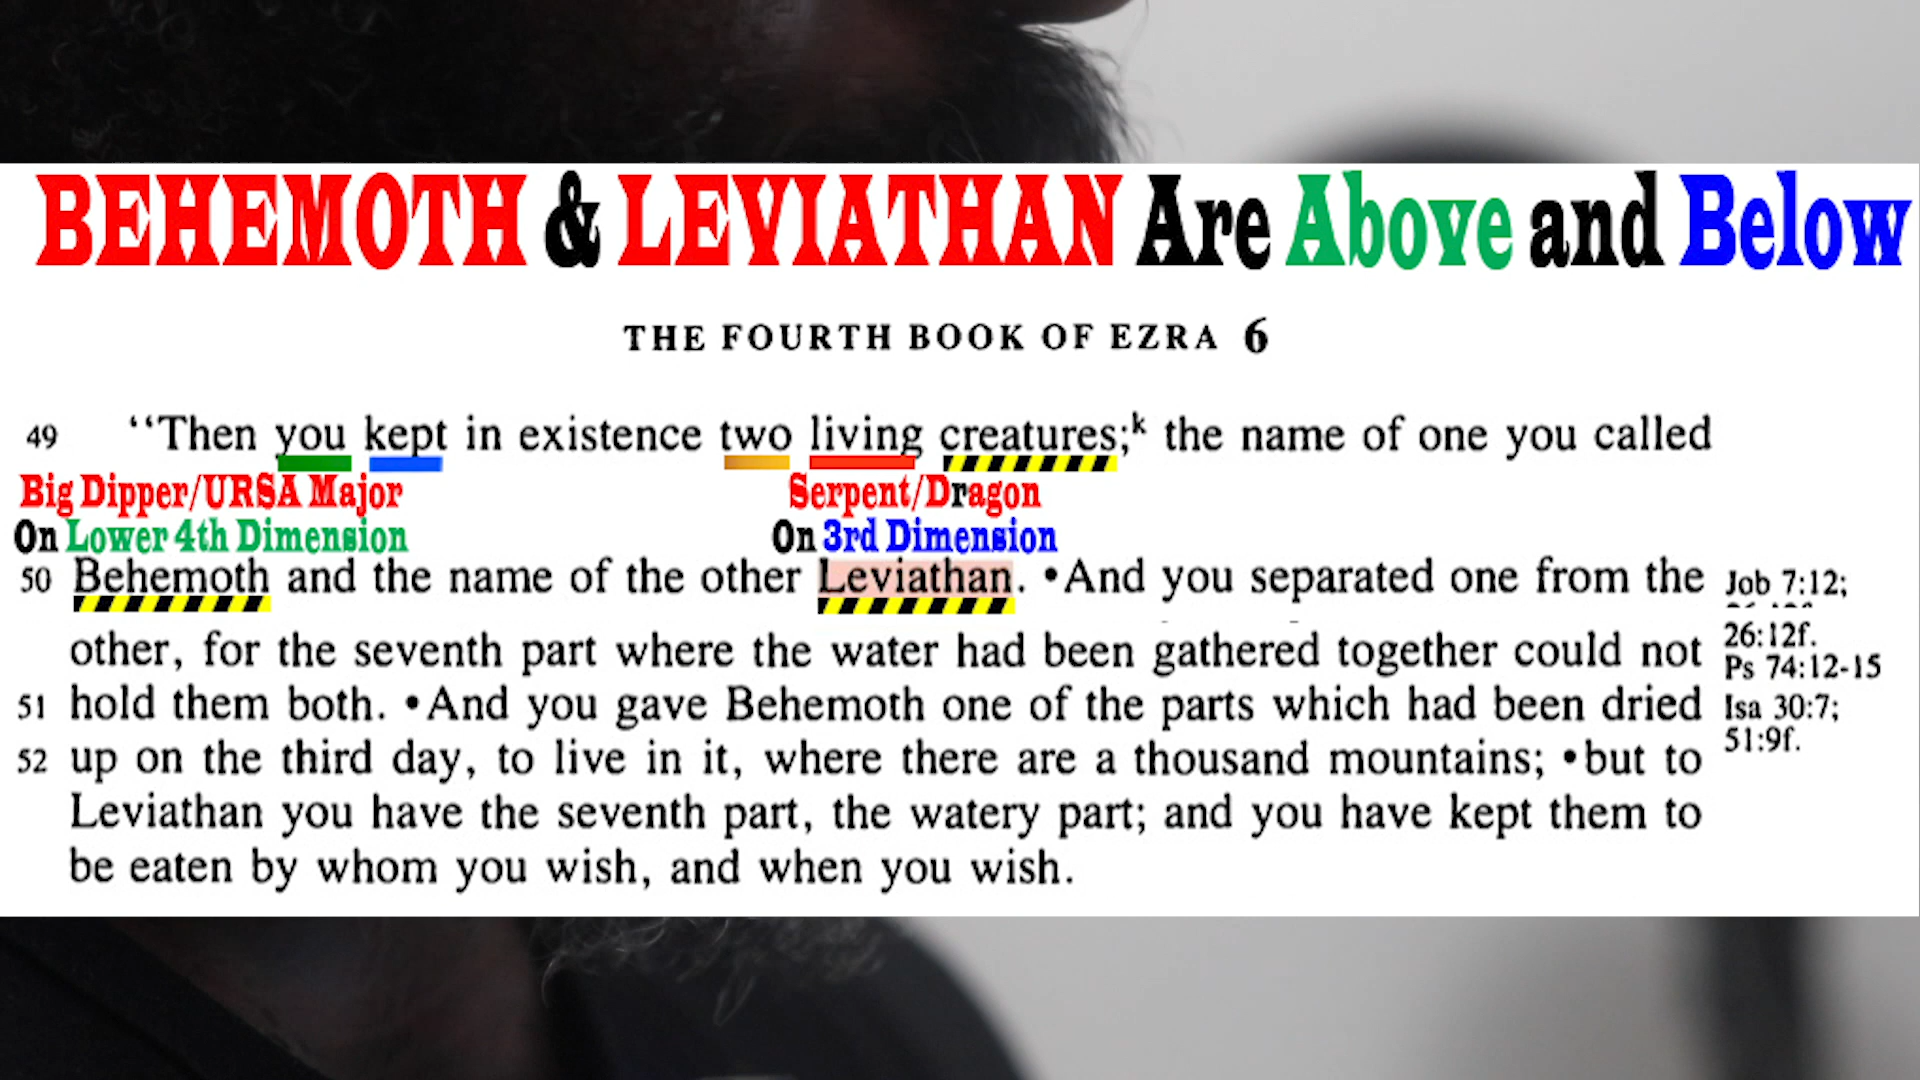 BEHEMOTH & LEVIATHAN Are Above and Below
THE FOURTH BOOK OF EZRA 6
49 “Then you kept in existence two living creatures;ᵏ the name of one you called
Big Dipper/URSA Major
On Lower 4th Dimension
Serpent/Dragon
On 3rd Dimension
50 Behemoth and the name of the other Leviathan. •And you separated one from the
Job 7:12;
other, for the seventh part where the water had been gathered together could not
26:12f.
Ps 74:12-15
51 hold them both. •And you gave Behemoth one of the parts which had been dried
Isa 30:7;
51:9f.
52 up on the third day, to live in it, where there are a thousand mountains; •but to
Leviathan you have the seventh part, the watery part; and you have kept them to
be eaten by whom you wish, and when you wish.